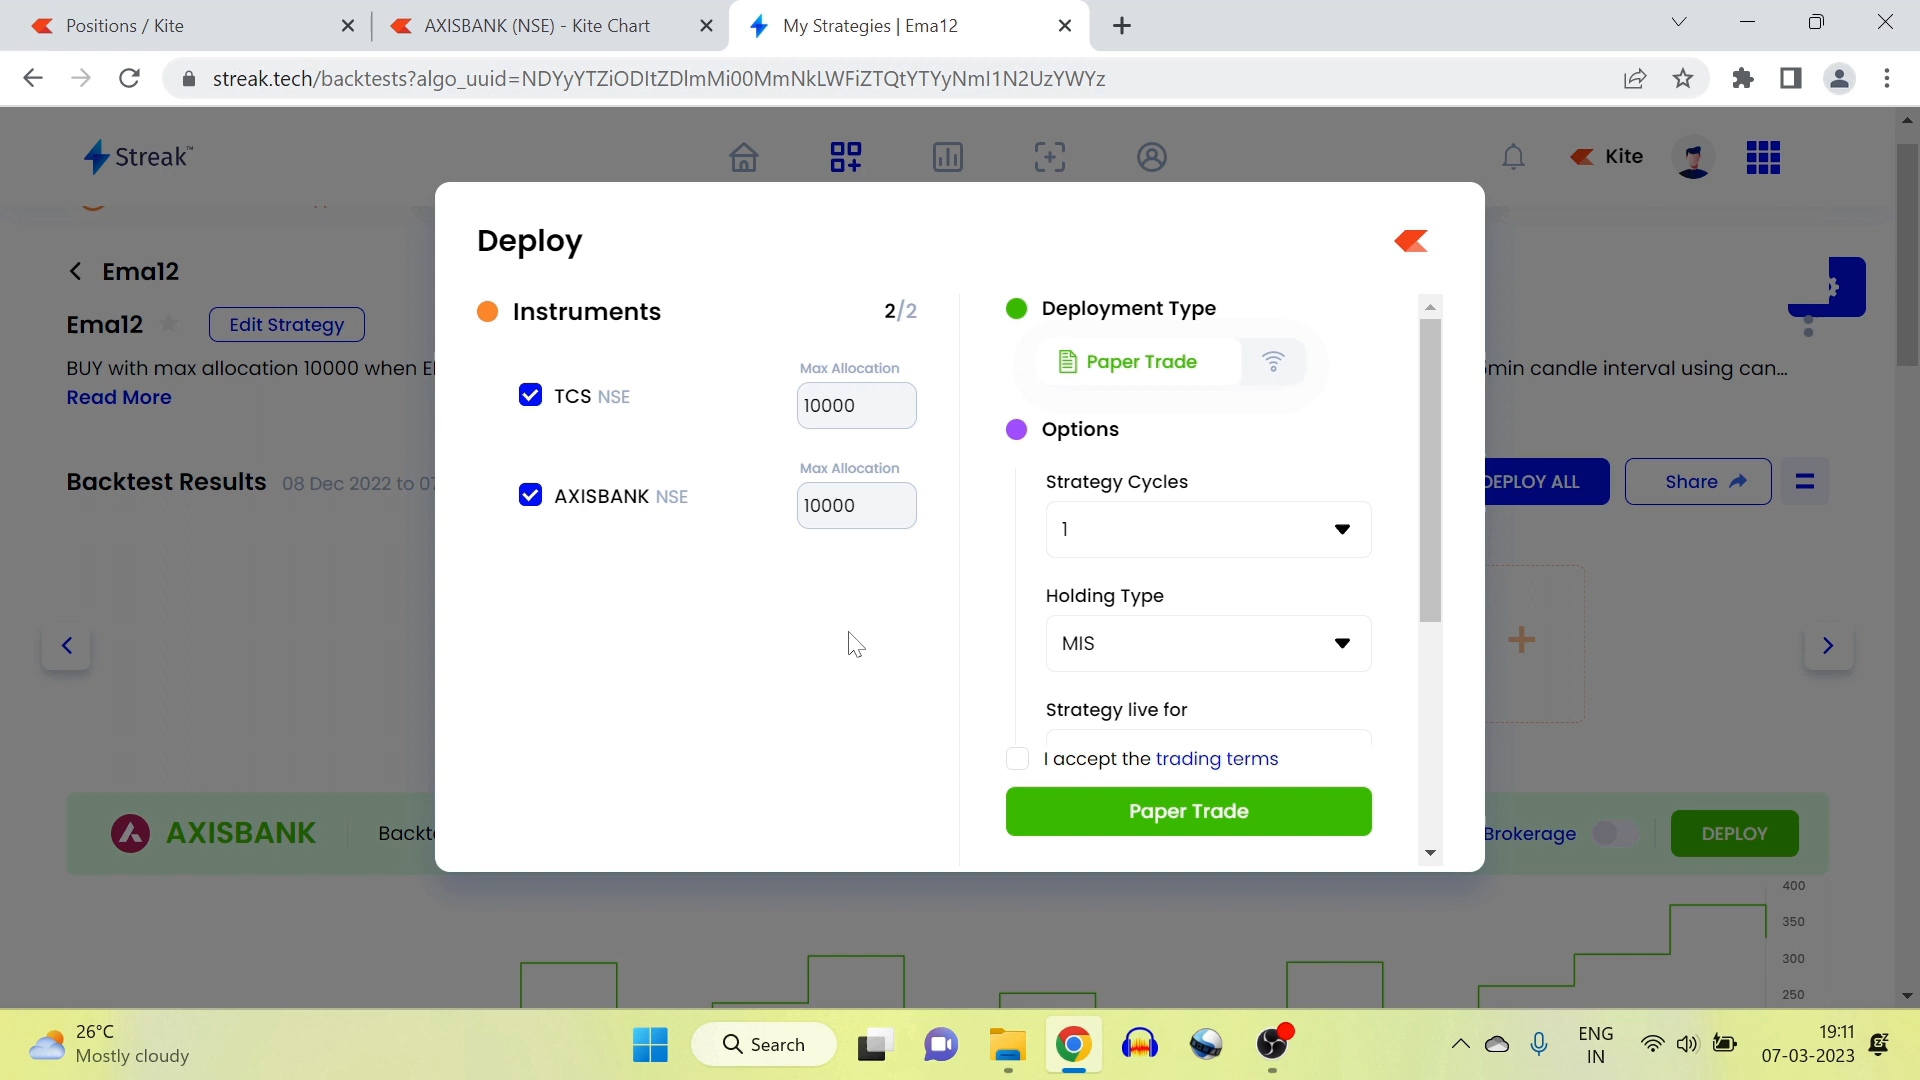 Positions / Kite
AXISBANK (NSE) - Kite Chart
My Strategies | Ema12
streak.tech/backtests?algo_uuid=NDYyYTZiODItZDlmMi00MmNkLWFiZTQtYTYyNmI1N2UzYWYz
Streak™
Kite
Ema12
Ema12
Edit Strategy
BUY with max allocation 10000 when E
min candle interval using can...
Read More
Backtest Results 08 Dec 2022 to 07
DEPLOY ALL
Share
Deploy
Instruments
2/2
TCS NSE
Max Allocation
10000
AXISBANK NSE
Max Allocation
10000
Deployment Type
Paper Trade
Options
Strategy Cycles
1
Holding Type
MIS
Strategy live for
I accept the trading terms
Paper Trade
AXISBANK
Backt
Brokerage
DEPLOY
400
350
300
250
26°C
Mostly cloudy
Search
ENG
IN
19:11
07-03-2023